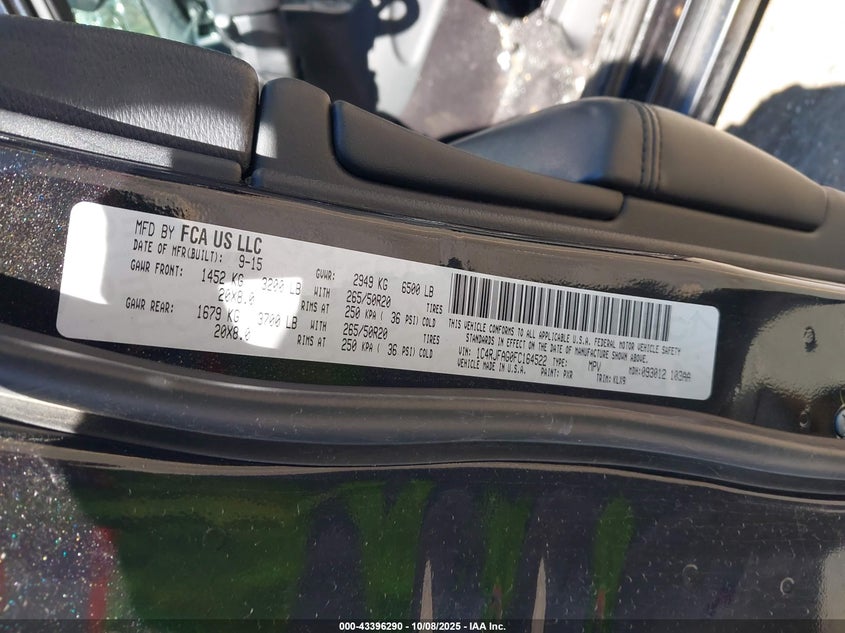 MFD BY FCA US LLC
DATE OF MFR(BUILT): 9-15
GAWR FRONT: 1452 KG 3200 LB GVWR: 2949 KG 6500 LB
20X8.0 WITH 265/50R20 TIRES
RIMS AT 250 KPA ( 36 PSI) COLD
GAWR REAR: 1679 KG 3700 LB WITH 265/50R20 TIRES
20X8.0 RIMS AT 250 KPA ( 36 PSI) COLD
THIS VEHICLE CONFORMS TO ALL APPLICABLE U.S.A. FEDERAL MOTOR VEHICLE SAFETY
STANDARDS IN EFFECT ON THE DATE OF MANUFACTURE SHOWN ABOVE.
VIN: 1C4RJFAG0FC164522 TYPE: MPV MDH:093012 103AA
VEHICLE MADE IN U.S.A. PAINT: PXR TRIM: KLX9
000-43396290 - 10/08/2025 - IAA Inc.